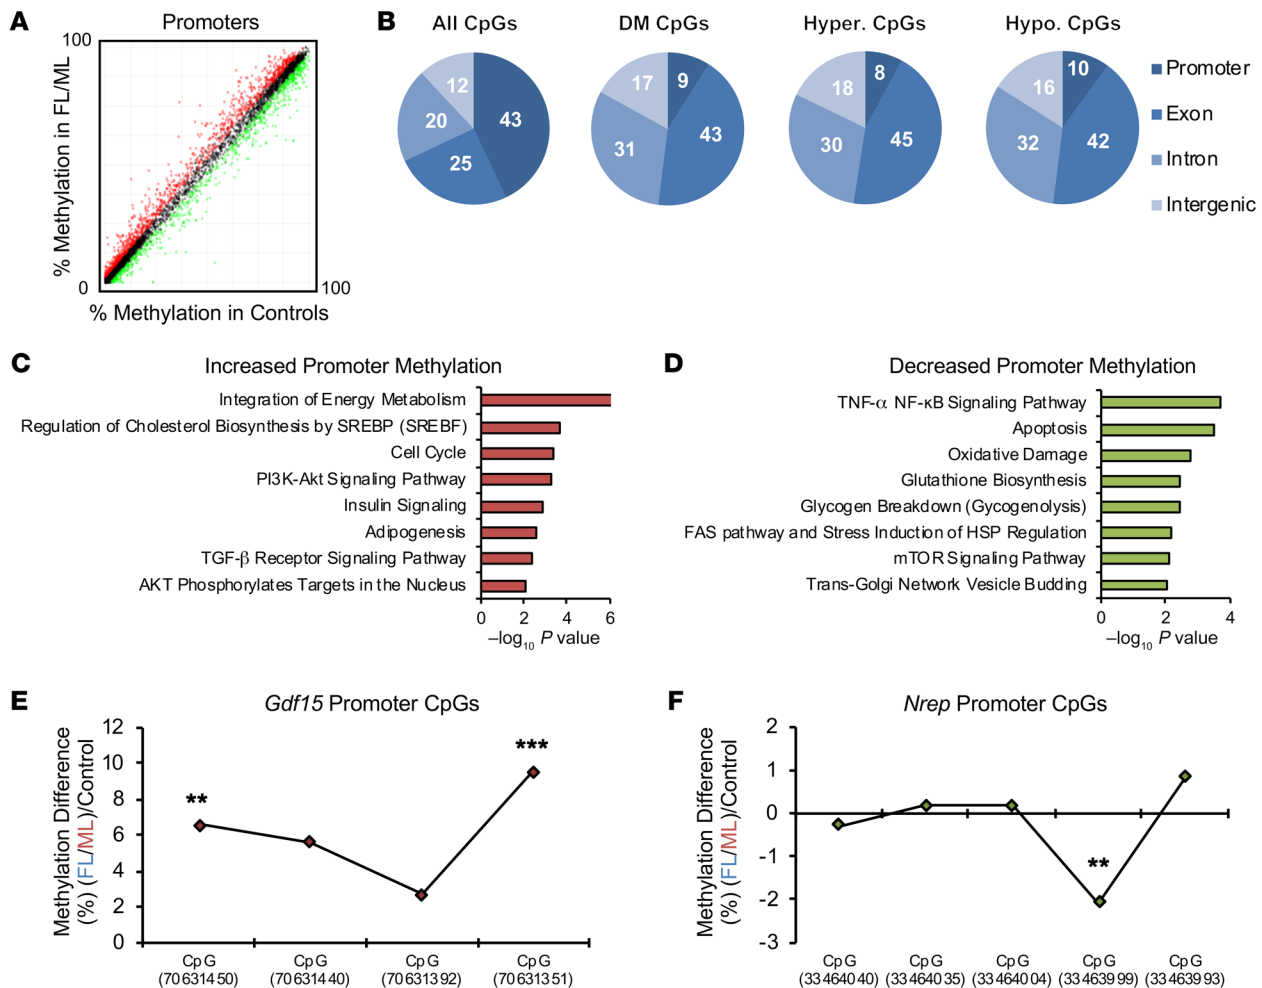 A
Promoters
100
% Methylation in FL/ML
0
100
% Methylation in Controls
B
All CpGs
12
43
20
25
DM CpGs
17
9
31
43
Hyper. CpGs
18
8
30
45
Hypo. CpGs
16
10
32
42
Promoter
Exon
Intron
Intergenic
C
Increased Promoter Methylation
Integration of Energy Metabolism
Regulation of Cholesterol Biosynthesis by SREBP (SREBF)
Cell Cycle
PI3K-Akt Signaling Pathway
Insulin Signaling
Adipogenesis
TGF-β Receptor Signaling Pathway
AKT Phosphorylates Targets in the Nucleus
0 2 4 6
–log10 P value
D
Decreased Promoter Methylation
TNF-α NF-κB Signaling Pathway
Apoptosis
Oxidative Damage
Glutathione Biosynthesis
Glycogen Breakdown (Gycogenolysis)
FAS pathway and Stress Induction of HSP Regulation
mTOR Signaling Pathway
Trans-Golgi Network Vesicle Budding
0 2 4
–log10 P value
E
Gdf15 Promoter CpGs
Methylation Difference
(%) (FL/ML)/Control
12
10
8
6
4
2
0
**
***
CpG CpG CpG CpG
(70631450) (70631440) (70631392) (70631351)
F
Nrep Promoter CpGs
Methylation Difference
(%) (FL/ML)/Control
2
1
0
-1
-2
-3
**
CpG CpG CpG CpG CpG
(33464040) (33464035) (33464004) (33463999) (33463993)